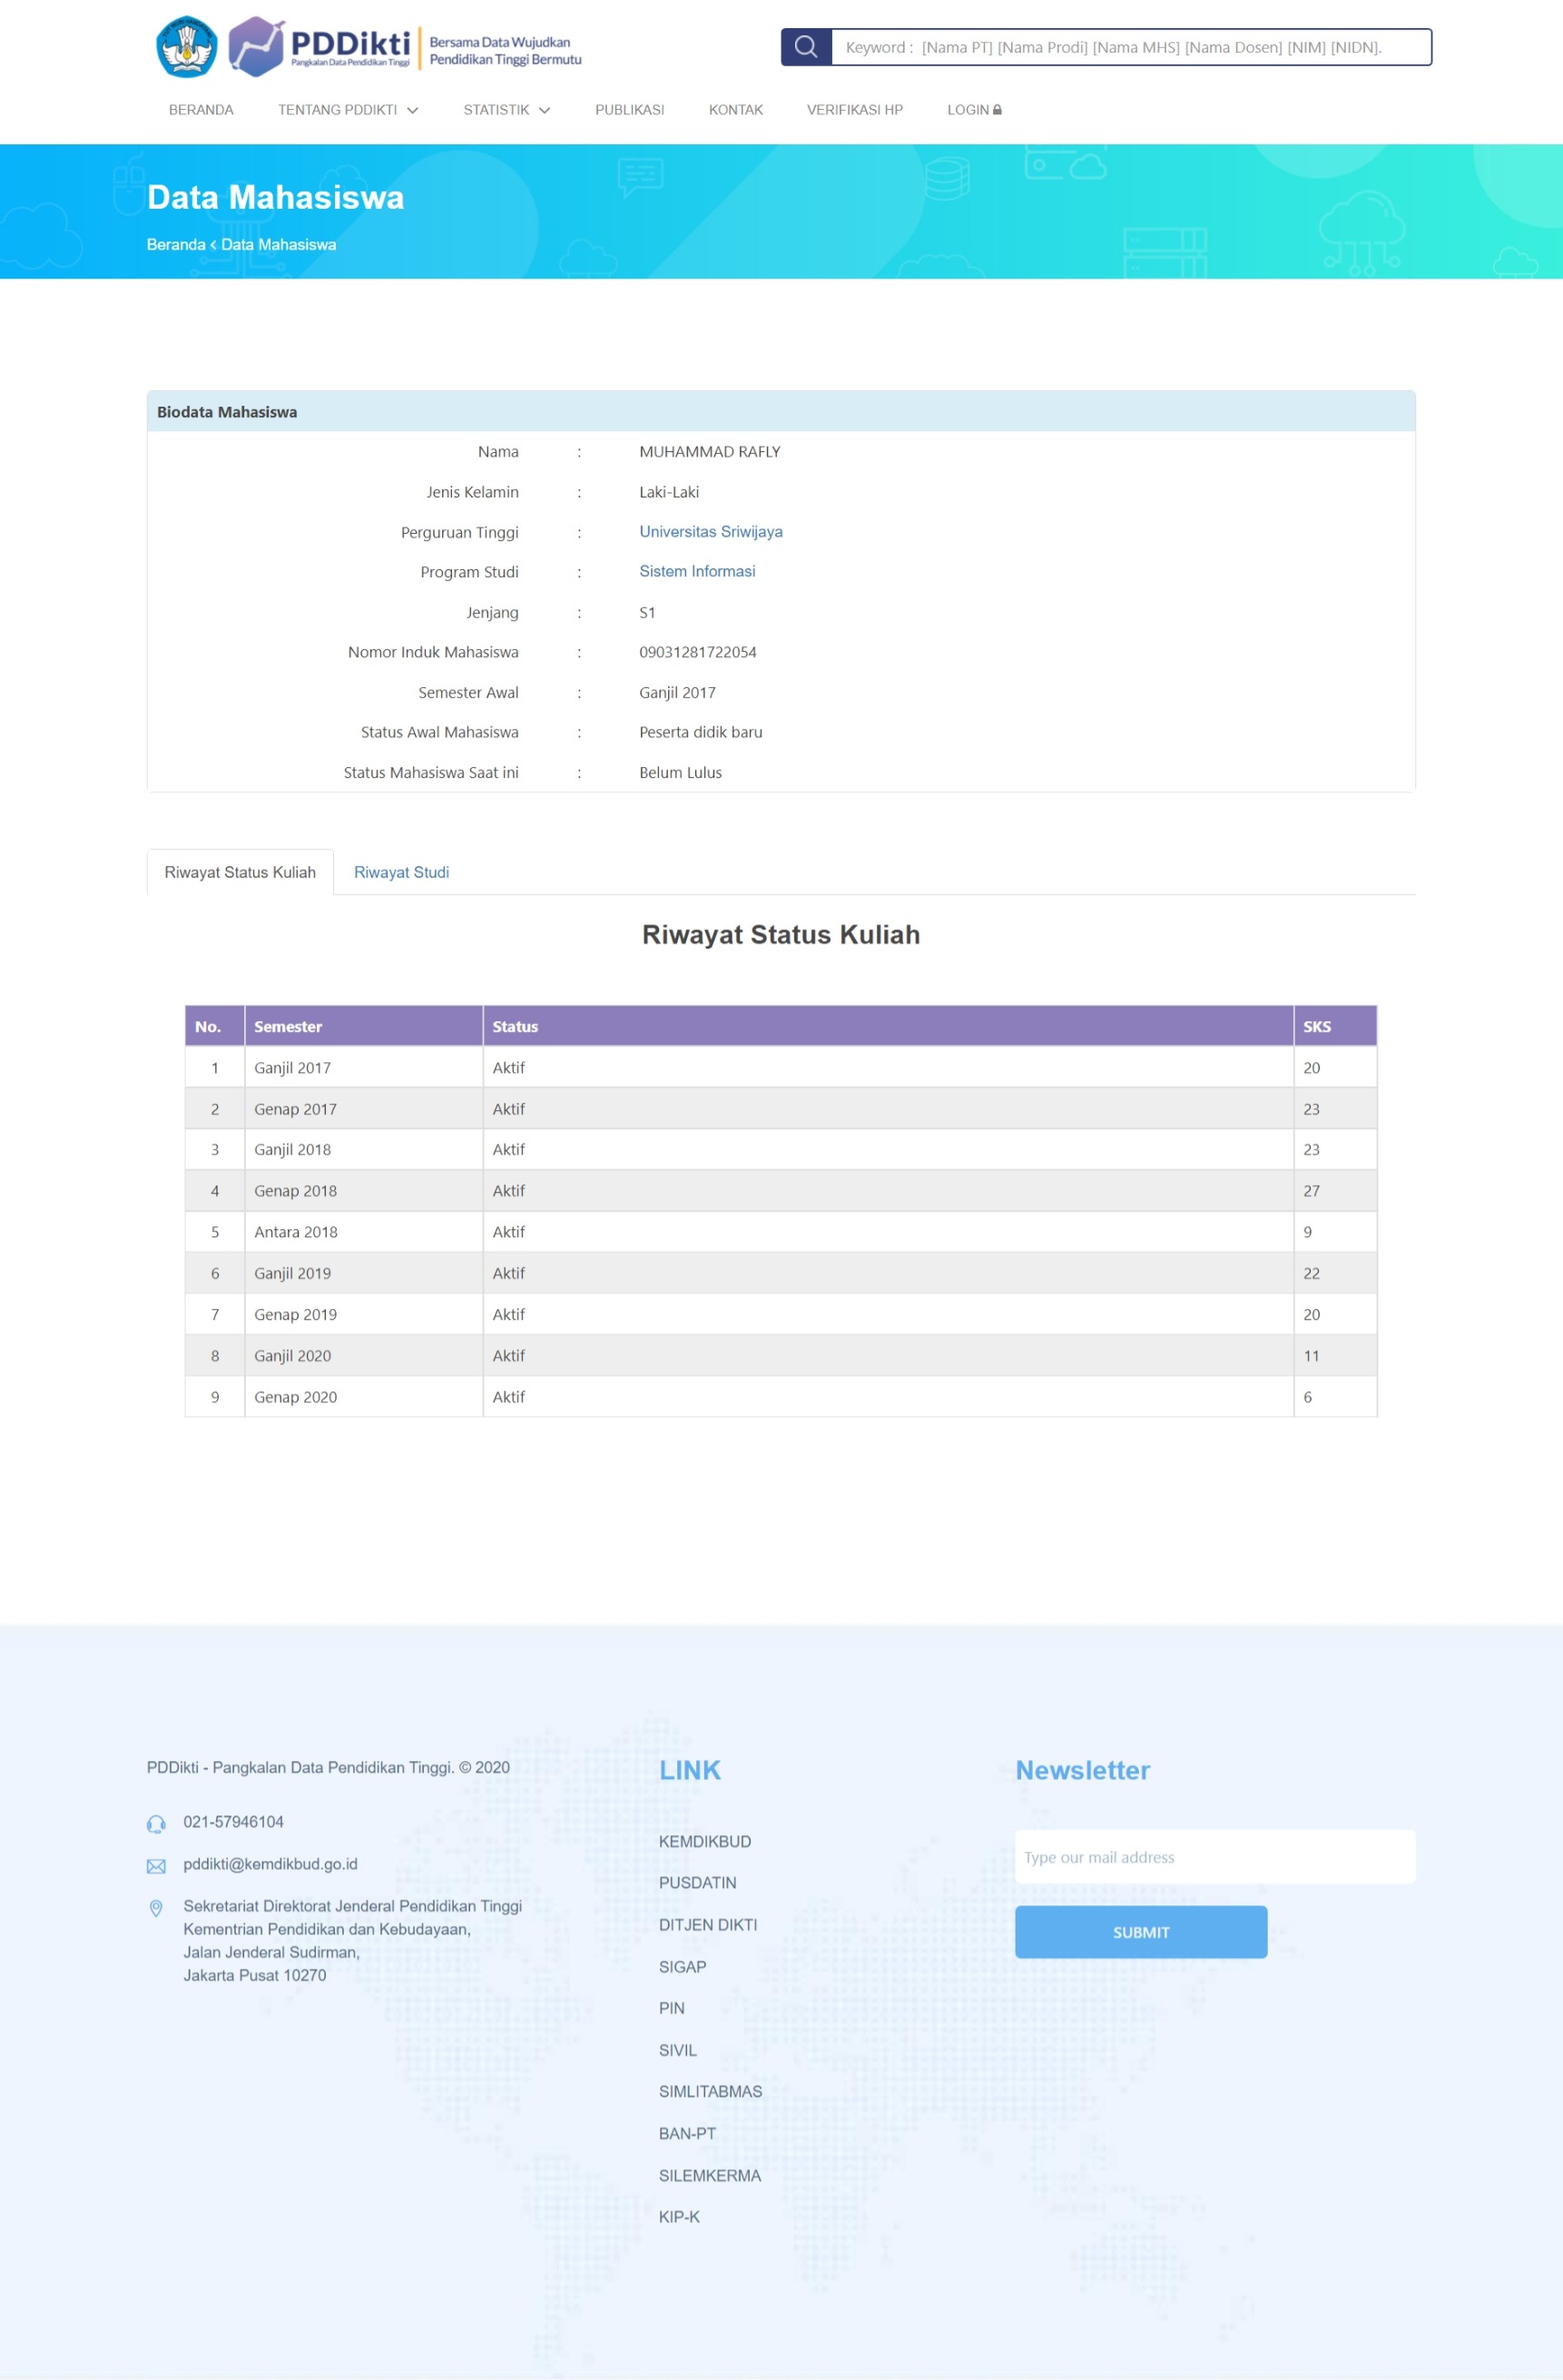 PDDikti
Pangkalan Data Pendidikan Tinggi
Bersama Data Wujudkan
Pendidikan Tinggi Bermutu
Keyword : [Nama PT] [Nama Prodi] [Nama MHS] [Nama Dosen] [NIM] [NIDN].
BERANDA TENTANG PDDIKTI STATISTIK PUBLIKASI KONTAK VERIFIKASI HP LOGIN
Data Mahasiswa
Beranda < Data Mahasiswa
Biodata Mahasiswa
Nama : MUHAMMAD RAFLY
Jenis Kelamin : Laki-Laki
Perguruan Tinggi : Universitas Sriwijaya
Program Studi : Sistem Informasi
Jenjang : S1
Nomor Induk Mahasiswa : 09031281722054
Semester Awal : Ganjil 2017
Status Awal Mahasiswa : Peserta didik baru
Status Mahasiswa Saat ini : Belum Lulus
Riwayat Status Kuliah Riwayat Studi
Riwayat Status Kuliah
No. Semester Status SKS
1 Ganjil 2017 Aktif 20
2 Genap 2017 Aktif 23
3 Ganjil 2018 Aktif 23
4 Genap 2018 Aktif 27
5 Antara 2018 Aktif 9
6 Ganjil 2019 Aktif 22
7 Genap 2019 Aktif 20
8 Ganjil 2020 Aktif 11
9 Genap 2020 Aktif 6
PDDikti - Pangkalan Data Pendidikan Tinggi. © 2020
021-57946104
pddikti@kemdikbud.go.id
Sekretariat Direktorat Jenderal Pendidikan Tinggi
Kementrian Pendidikan dan Kebudayaan,
Jalan Jenderal Sudirman,
Jakarta Pusat 10270
LINK
KEMDIKBUD
PUSDATIN
DITJEN DIKTI
SIGAP
PIN
SIVIL
SIMLITABMAS
BAN-PT
SILEMKERMA
KIP-K
Newsletter
Type our mail address
SUBMIT